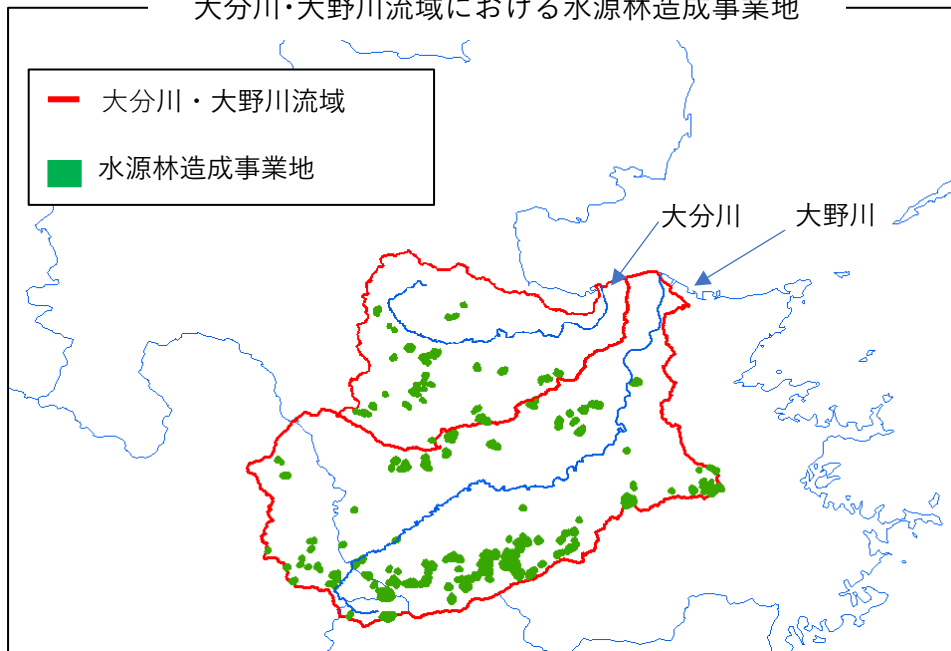 大分川・大野川流域における水源林造成事業地
大分川・大野川流域
水源林造成事業地
大分川
大野川